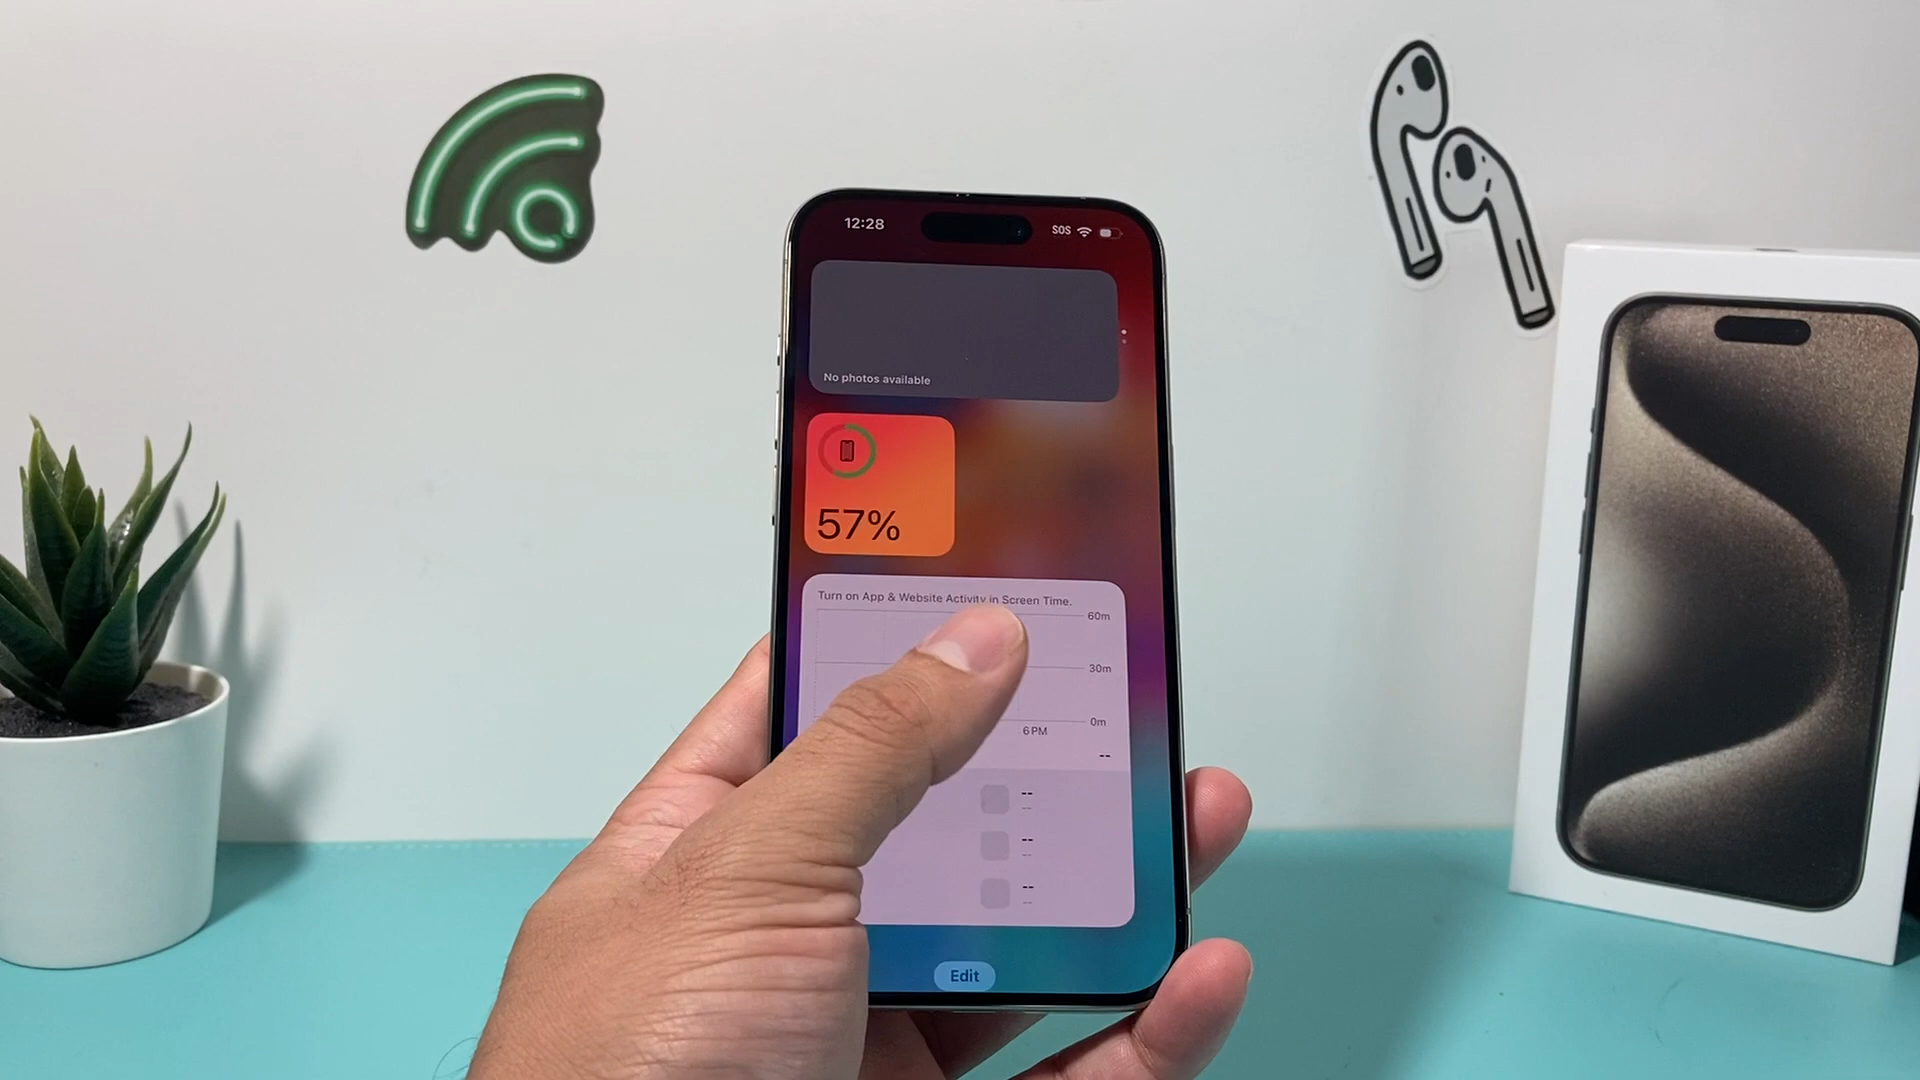 12:28
SOS
No photos available
57%
Turn on App & Website Activity in Screen Time.
60m
30m
0m
6 PM
--
--
--
--
--
--
--
Edit